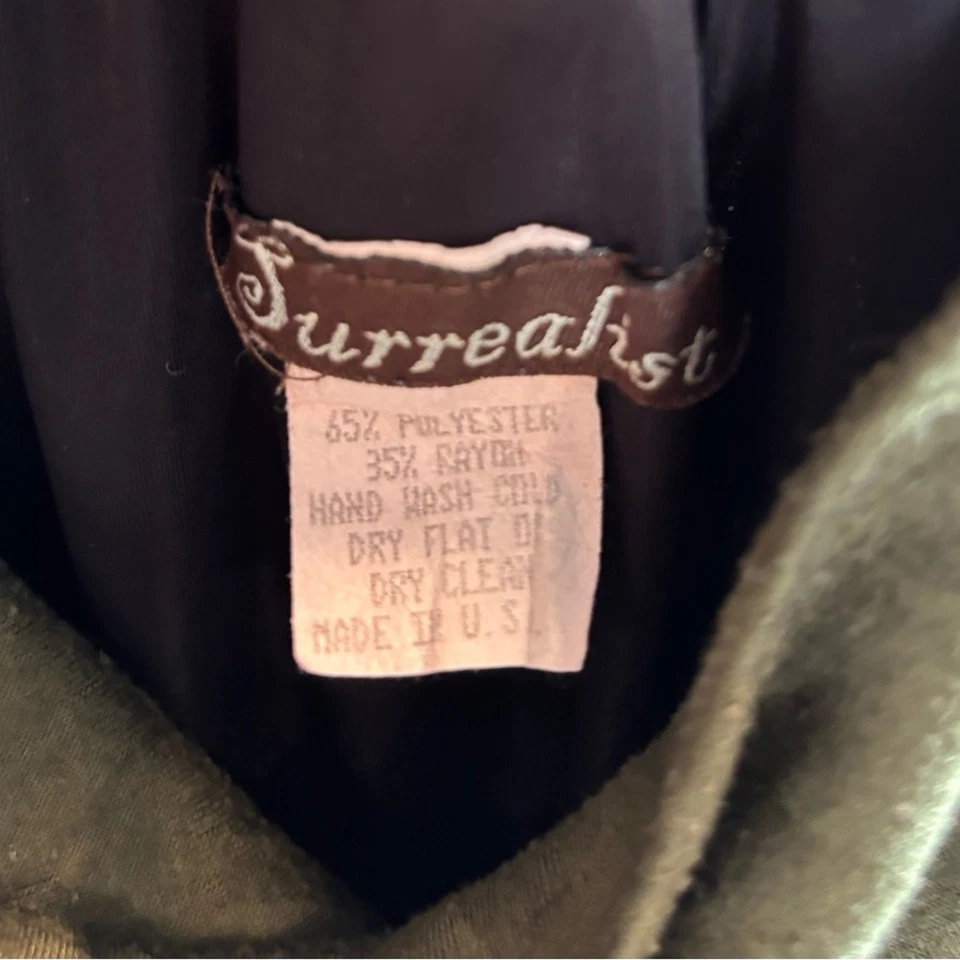 Surrealist
65% POLYESTER
35% RAYON
HAND WASH COLD
DRY FLAT OR
DRY CLEAN
MADE IN U.S.